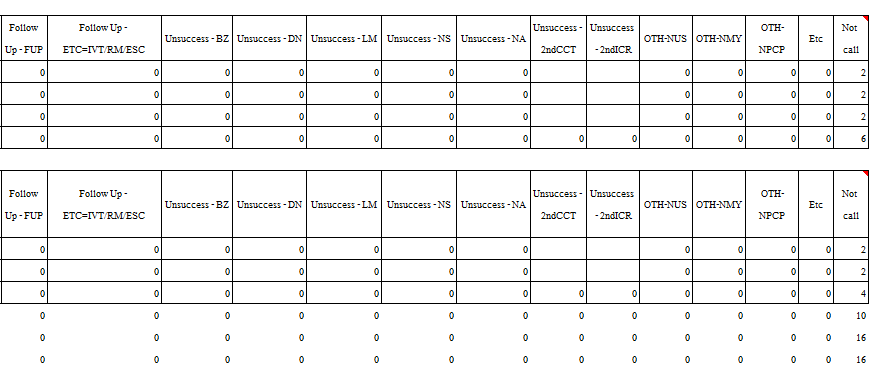 Follow Up - FUP Follow Up - ETC=IVT/RM/ESC Unsuccess - BZ Unsuccess - DN Unsuccess - LM Unsuccess - NS Unsuccess - NA Unsuccess - 2ndCCT Unsuccess - 2ndICR OTH-NUS OTH-NMY OTH-NPCP Etc Not call
0 0 0 0 0 0 0 0 0 0 0 2
0 0 0 0 0 0 0 0 0 0 0 2
0 0 0 0 0 0 0 0 0 0 0 2
0 0 0 0 0 0 0 0 0 0 0 0 0 6
Follow Up - FUP Follow Up - ETC=IVT/RM/ESC Unsuccess - BZ Unsuccess - DN Unsuccess - LM Unsuccess - NS Unsuccess - NA Unsuccess - 2ndCCT Unsuccess - 2ndICR OTH-NUS OTH-NMY OTH-NPCP Etc Not call
0 0 0 0 0 0 0 0 0 0 0 2
0 0 0 0 0 0 0 0 0 0 0 2
0 0 0 0 0 0 0 0 0 0 0 0 0 4
0 0 0 0 0 0 0 0 0 0 0 0 0 10
0 0 0 0 0 0 0 0 0 0 0 0 0 16
0 0 0 0 0 0 0 0 0 0 0 0 0 16